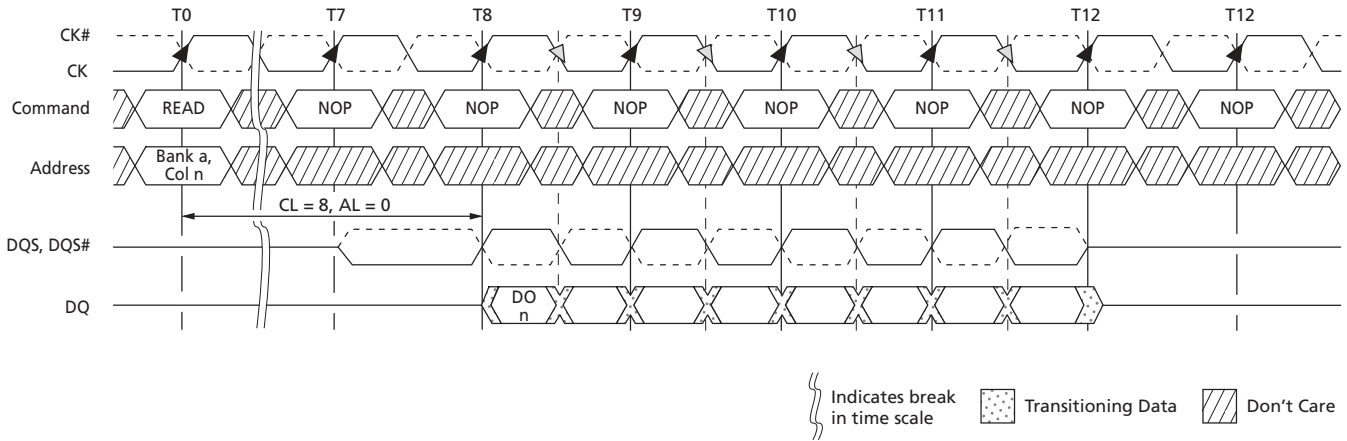 T0 T7 T8 T9 T10 T11 T12 T12
CK#
CK
Command READ NOP NOP NOP NOP NOP NOP NOP
Address Bank a,
Col n
CL = 8, AL = 0
DQS, DQS#
DQ DO
n
Indicates break
in time scale
Transitioning Data
Don't Care